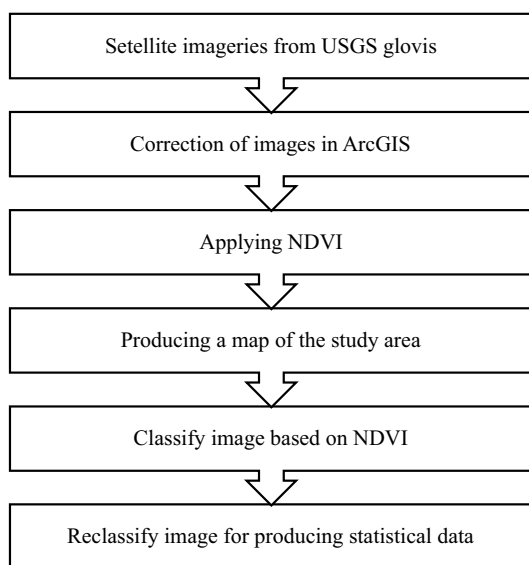 Setellite imageries from USGS glovis
Correction of images in ArcGIS
Applying NDVI
Producing a map of the study area
Classify image based on NDVI
Reclassify image for producing statistical data